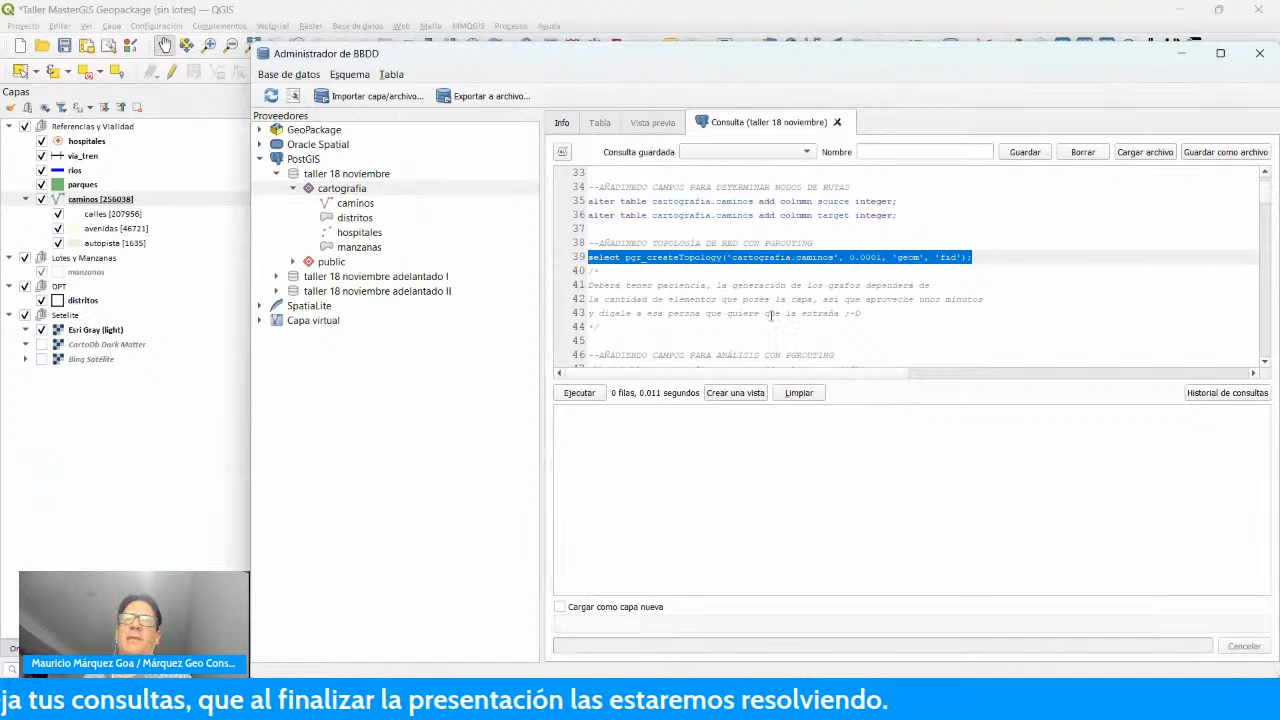 *Taller MasterGIS Geopackage (sin lotes) — QGIS
Proyecto Editar Ver Capa Configuración Complementos Vectorial Ráster Base de datos Web Malla MMQGIS Procesos Ayuda
Capas
Referencias y Vialidad
hospitales
via_tren
rios
parques
caminos [256038]
calles [207956]
avenidas [46721]
autopista [1635]
Lotes y Manzanas
manzanas
DPT
distritos
Setelite
Esri Gray (light)
CartoDb Dark Matter
Bing Satélite
Administrador de BBDD
Base de datos Esquema Tabla
Importar capa/archivo... Exportar a archivo...
Proveedores
GeoPackage
Oracle Spatial
PostGIS
taller 18 noviembre
cartografia
caminos
distritos
hospitales
manzanas
public
taller 18 noviembre adelantado I
taller 18 noviembre adelantado II
SpatiaLite
Capa virtual
Info Tabla Vista previa Consulta (taller 18 noviembre)
Consulta guardada Nombre Guardar Borrar Cargar archivo Guardar como archivo
33
34 --AÑADINEDO CAMPOS PARA DETERMINAR NODOS DE RUTAS
35 alter table cartografia.caminos add column source integer;
36 alter table cartografia.caminos add column target integer;
37
38 --AÑADINEDO TOPOLOGÍA DE RED CON PGROUTING
39 select pgr_createTopology('cartografia.caminos', 0.0001, 'geom', 'fid');
40 /*
41 Deberá tener paciencia, la generación de los grafos dependerá de
42 la cantidad de elementos que posee la capa, así que aproveche unos minutos
43 y dígale a esa persna que quiere que la extraña ;-D
44 */
45
46 --AÑADIENDO CAMPOS PARA ANÁLISIS CON PGROUTING
Ejecutar 0 filas, 0.011 segundos Crear una vista Limpiar Historial de consultas
Cargar como capa nueva
Cancelar
Mauricio Márquez Goa / Márquez Geo Cons...
ja tus consultas, que al finalizar la presentación las estaremos resolviendo.